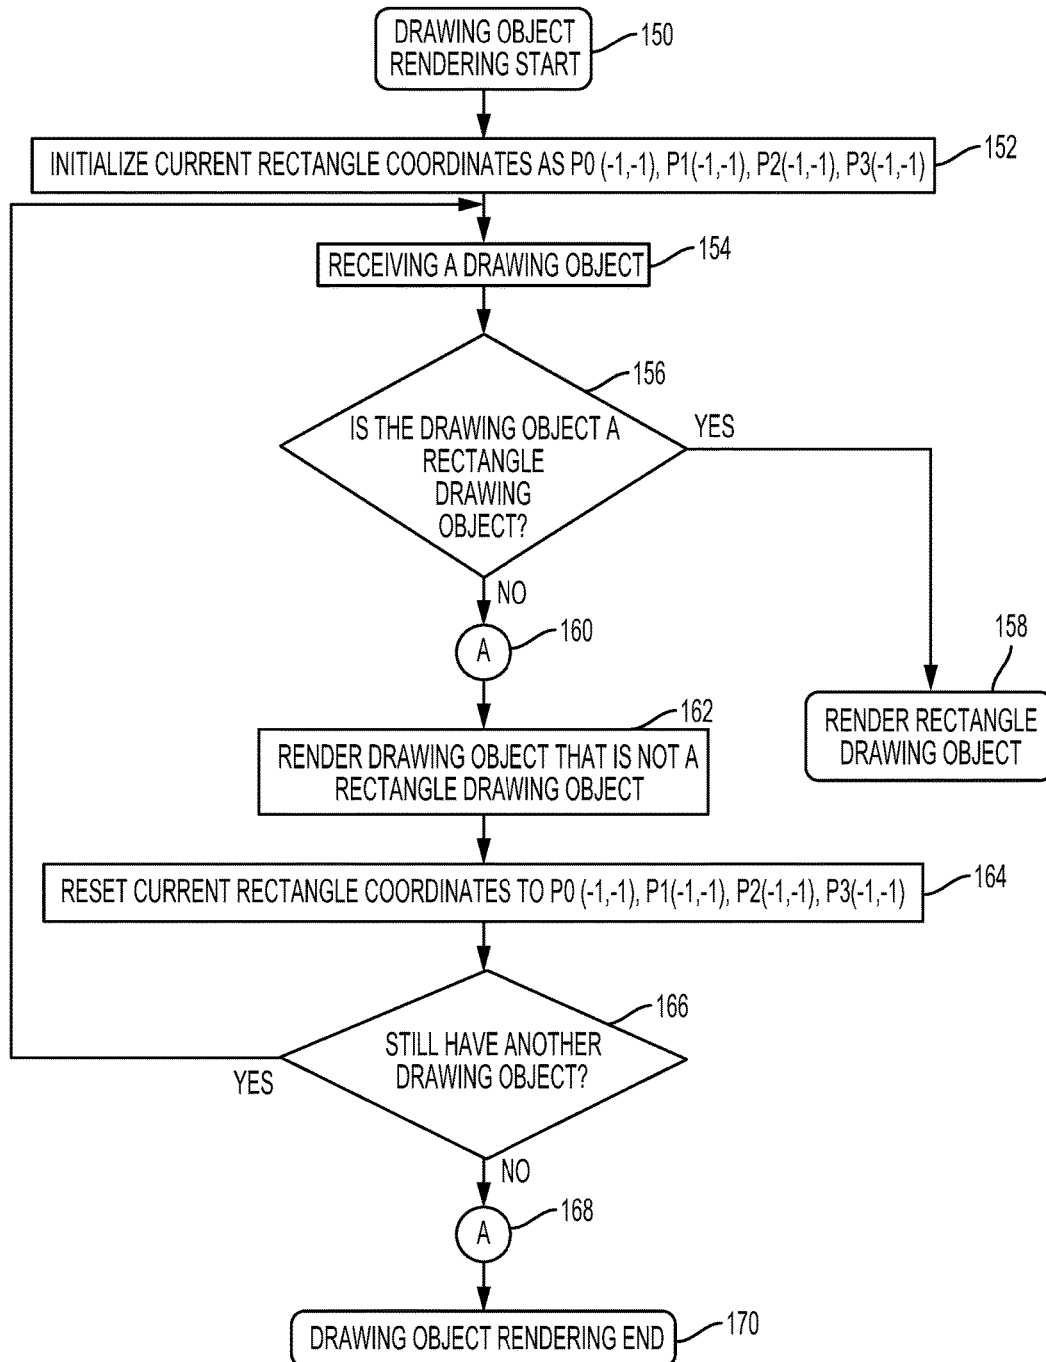 DRAWING OBJECT
RENDERING START
150
INITIALIZE CURRENT RECTANGLE COORDINATES AS P0 (-1,-1), P1(-1,-1), P2(-1,-1), P3(-1,-1)
152
RECEIVING A DRAWING OBJECT
154
156
IS THE DRAWING OBJECT A
RECTANGLE
DRAWING
OBJECT?
YES
NO
A
160
158
RENDER RECTANGLE
DRAWING OBJECT
162
RENDER DRAWING OBJECT THAT IS NOT A
RECTANGLE DRAWING OBJECT
RESET CURRENT RECTANGLE COORDINATES TO P0 (-1,-1), P1(-1,-1), P2(-1,-1), P3(-1,-1)
164
166
STILL HAVE ANOTHER
DRAWING OBJECT?
YES
NO
A
168
DRAWING OBJECT RENDERING END
170